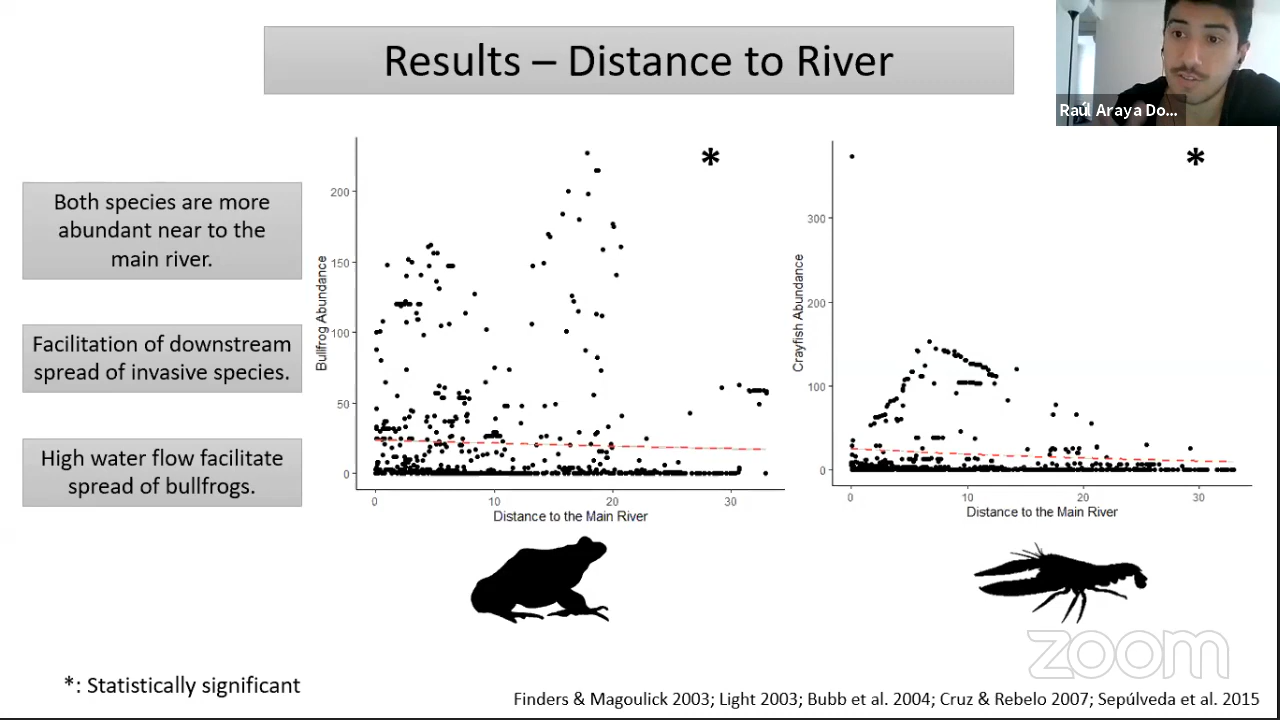 Results – Distance to River
Raúl Araya Do...
Both species are more
abundant near to the
main river.
Facilitation of downstream
spread of invasive species.
High water flow facilitate
spread of bullfrogs.
*
Bullfrog Abundance
200
150
100
50
0
0 10 20 30
Distance to the Main River
*
Crayfish Abundance
300
200
100
0
0 10 20 30
Distance to the Main River
zoom
*: Statistically significant
Finders & Magoulick 2003; Light 2003; Bubb et al. 2004; Cruz & Rebelo 2007; Sepúlveda et al. 2015